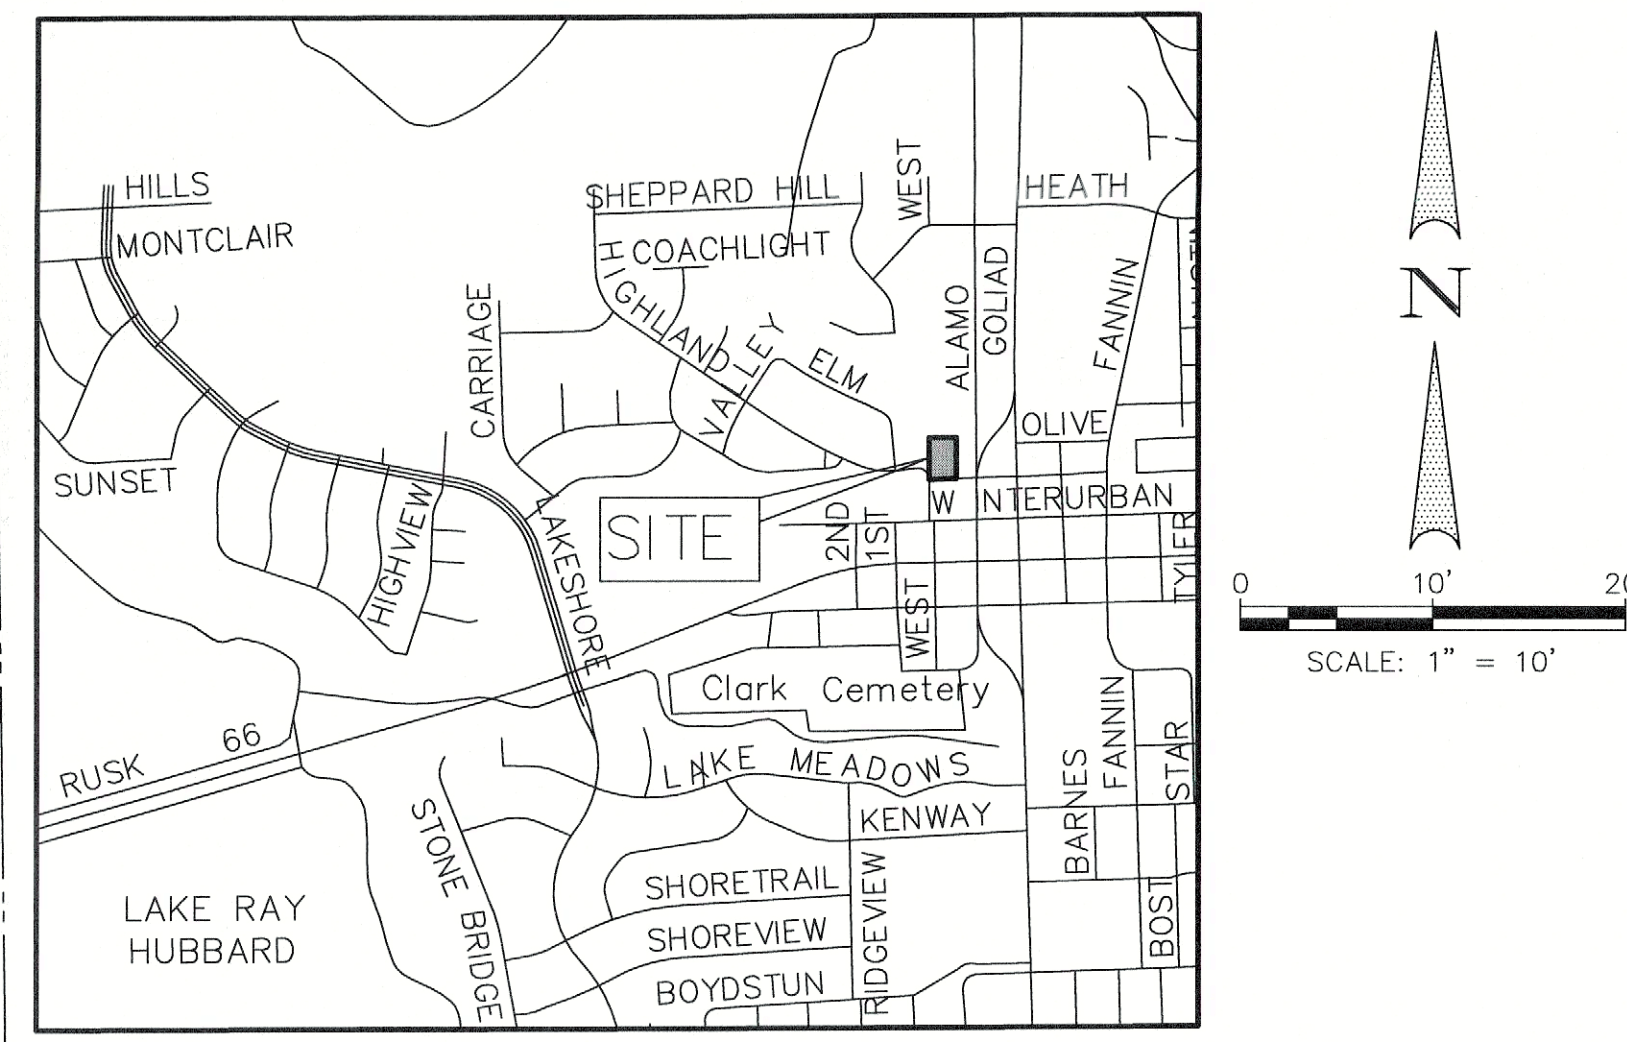 HILLS
MONTCLAIR
SHEPPARD HILL
WEST
HEATH
COACHLIGHT
HIGHLAND
CARRIAGE
VALLEY
ELM
ALAMO
GOLIAD
FANNIN
OLIVE
SUNSET
HIGHVIEW
LAKESHORE
SITE
W INTERURBAN
2ND
1ST
WEST
TYLER
N
0 10'
SCALE: 1" = 10'
Clark Cemetery
RUSK 66
LAKE MEADOWS
FANNIN
STAR
BARNES
KENWAY
STONE BRIDGE
SHORETRAIL
SHOREVIEW
BOYDSTUN
RIDGEVIEW
BOST
LAKE RAY
HUBBARD